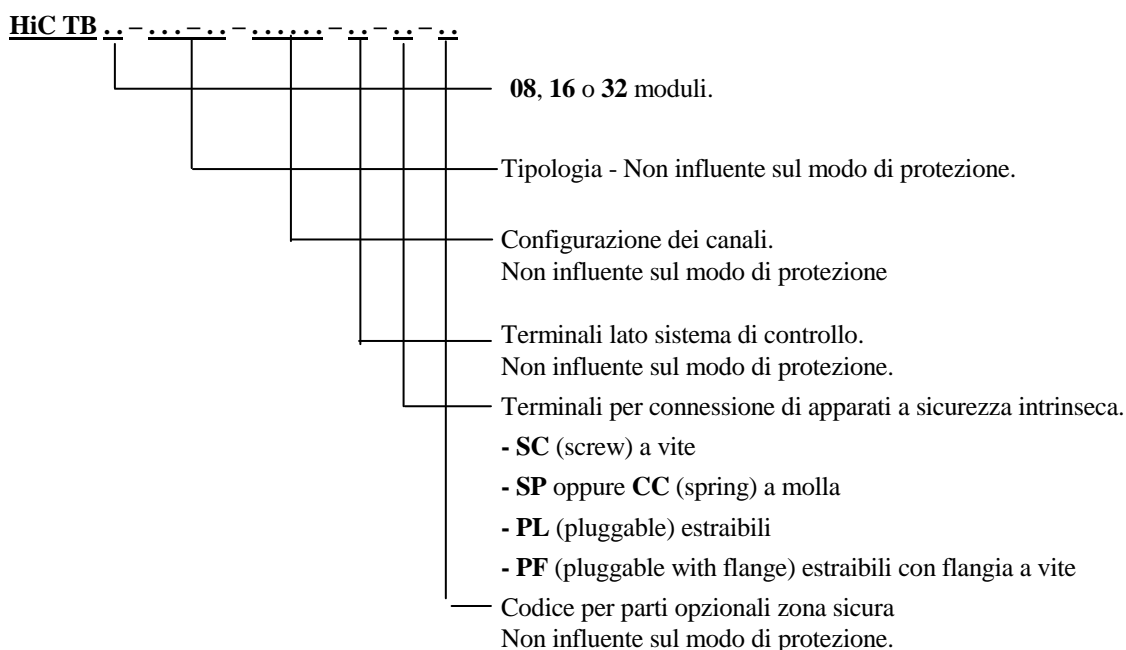 HiC TB . . – . . . – . . – . . . . . . – . . – . . – . .
08, 16 o 32 moduli.
Tipologia - Non influente sul modo di protezione.
Configurazione dei canali.
Non influente sul modo di protezione
Terminali lato sistema di controllo.
Non influente sul modo di protezione.
Terminali per connessione di apparati a sicurezza intrinseca.
- SC (screw) a vite
- SP oppure CC (spring) a molla
- PL (pluggable) estraibili
- PF (pluggable with flange) estraibili con flangia a vite
Codice per parti opzionali zona sicura
Non influente sul modo di protezione.